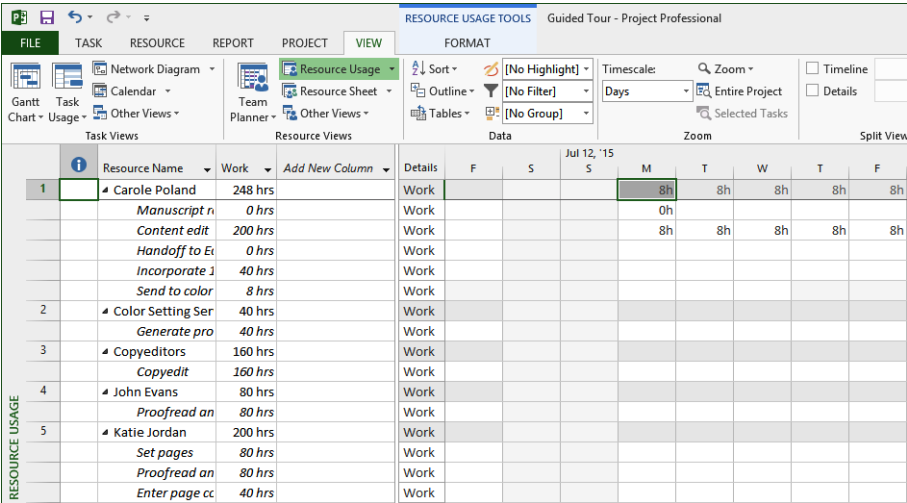 RESOURCE USAGE TOOLS Guided Tour - Project Professional
FILE TASK RESOURCE REPORT PROJECT VIEW FORMAT
Network Diagram Resource Usage Sort [No Highlight] Timescale: Zoom Timeline
Calendar Resource Sheet Outline [No Filter] Days Entire Project Details
Gantt Chart Task Usage Other Views Team Planner Other Views Tables [No Group] Selected Tasks
Task Views Resource Views Data Zoom Split View
Jul 12, '15
Resource Name Work Add New Column Details F S S M T W T F
1 Carole Poland 248 hrs Work 8h 8h 8h 8h 8h
Manuscript r 0 hrs Work 0h
Content edit 200 hrs Work 8h 8h 8h 8h 8h
Handoff to E 0 hrs Work
Incorporate 1 40 hrs Work
Send to color 8 hrs Work
2 Color Setting Ser 40 hrs Work
Generate pro 40 hrs Work
3 Copyeditors 160 hrs Work
Copyedit 160 hrs Work
4 John Evans 80 hrs Work
Proofread an 80 hrs Work
5 Katie Jordan 200 hrs Work
Set pages 80 hrs Work
Proofread an 80 hrs Work
Enter page cc 40 hrs Work
RESOURCE USAGE